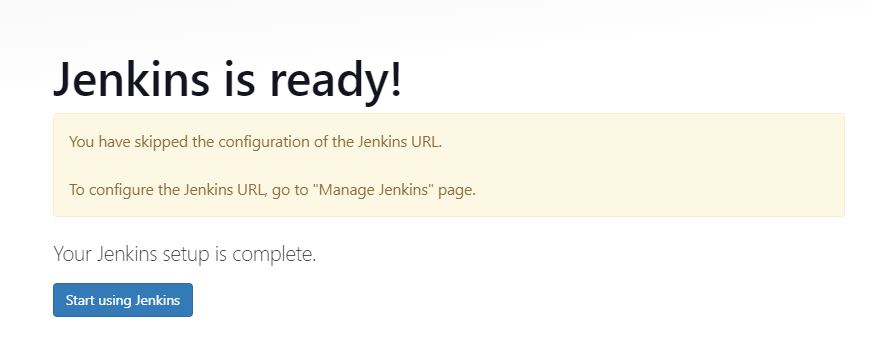 Jenkins is ready!
You have skipped the configuration of the Jenkins URL.
To configure the Jenkins URL, go to "Manage Jenkins" page.
Your Jenkins setup is complete.
Start using Jenkins